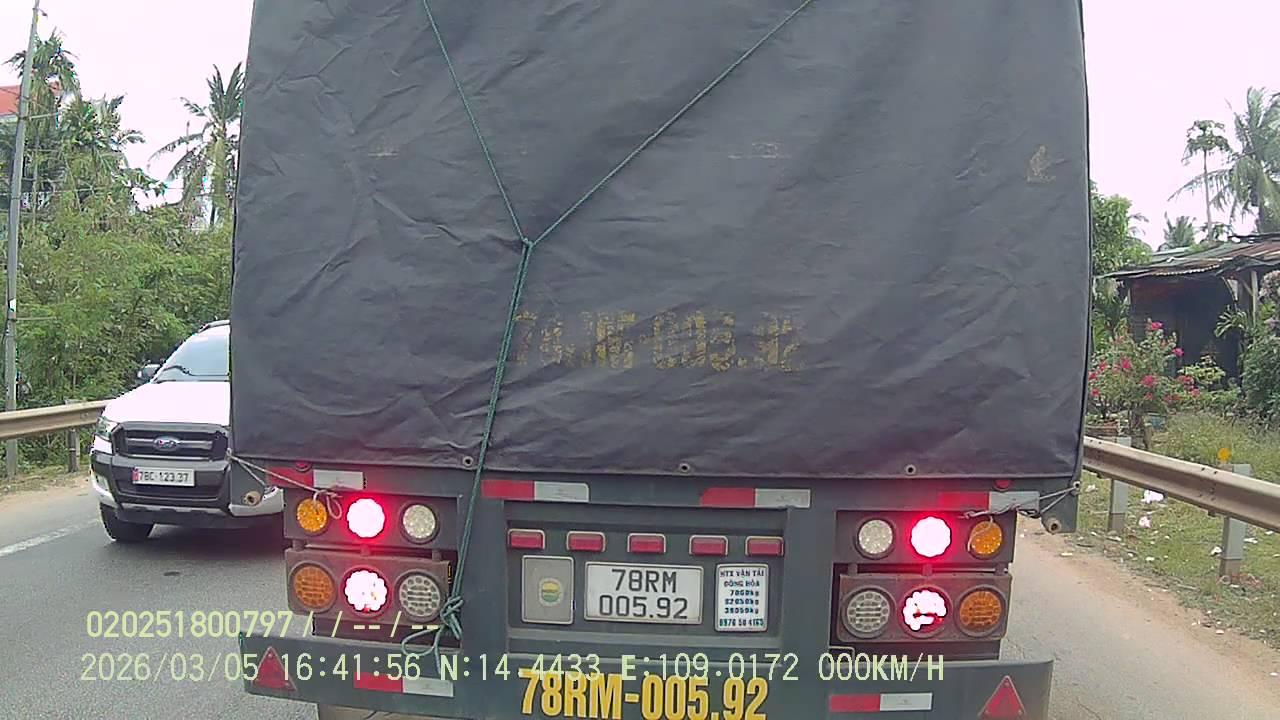 78C-123.37
78RM
005.92
HTX VẬN TẢI
ĐÔNG HÒA
020251800797 / / -- / --
2026/03/05 16:41:56 N:14.4433 E:109.0172 000KM/H
78RM-005.92